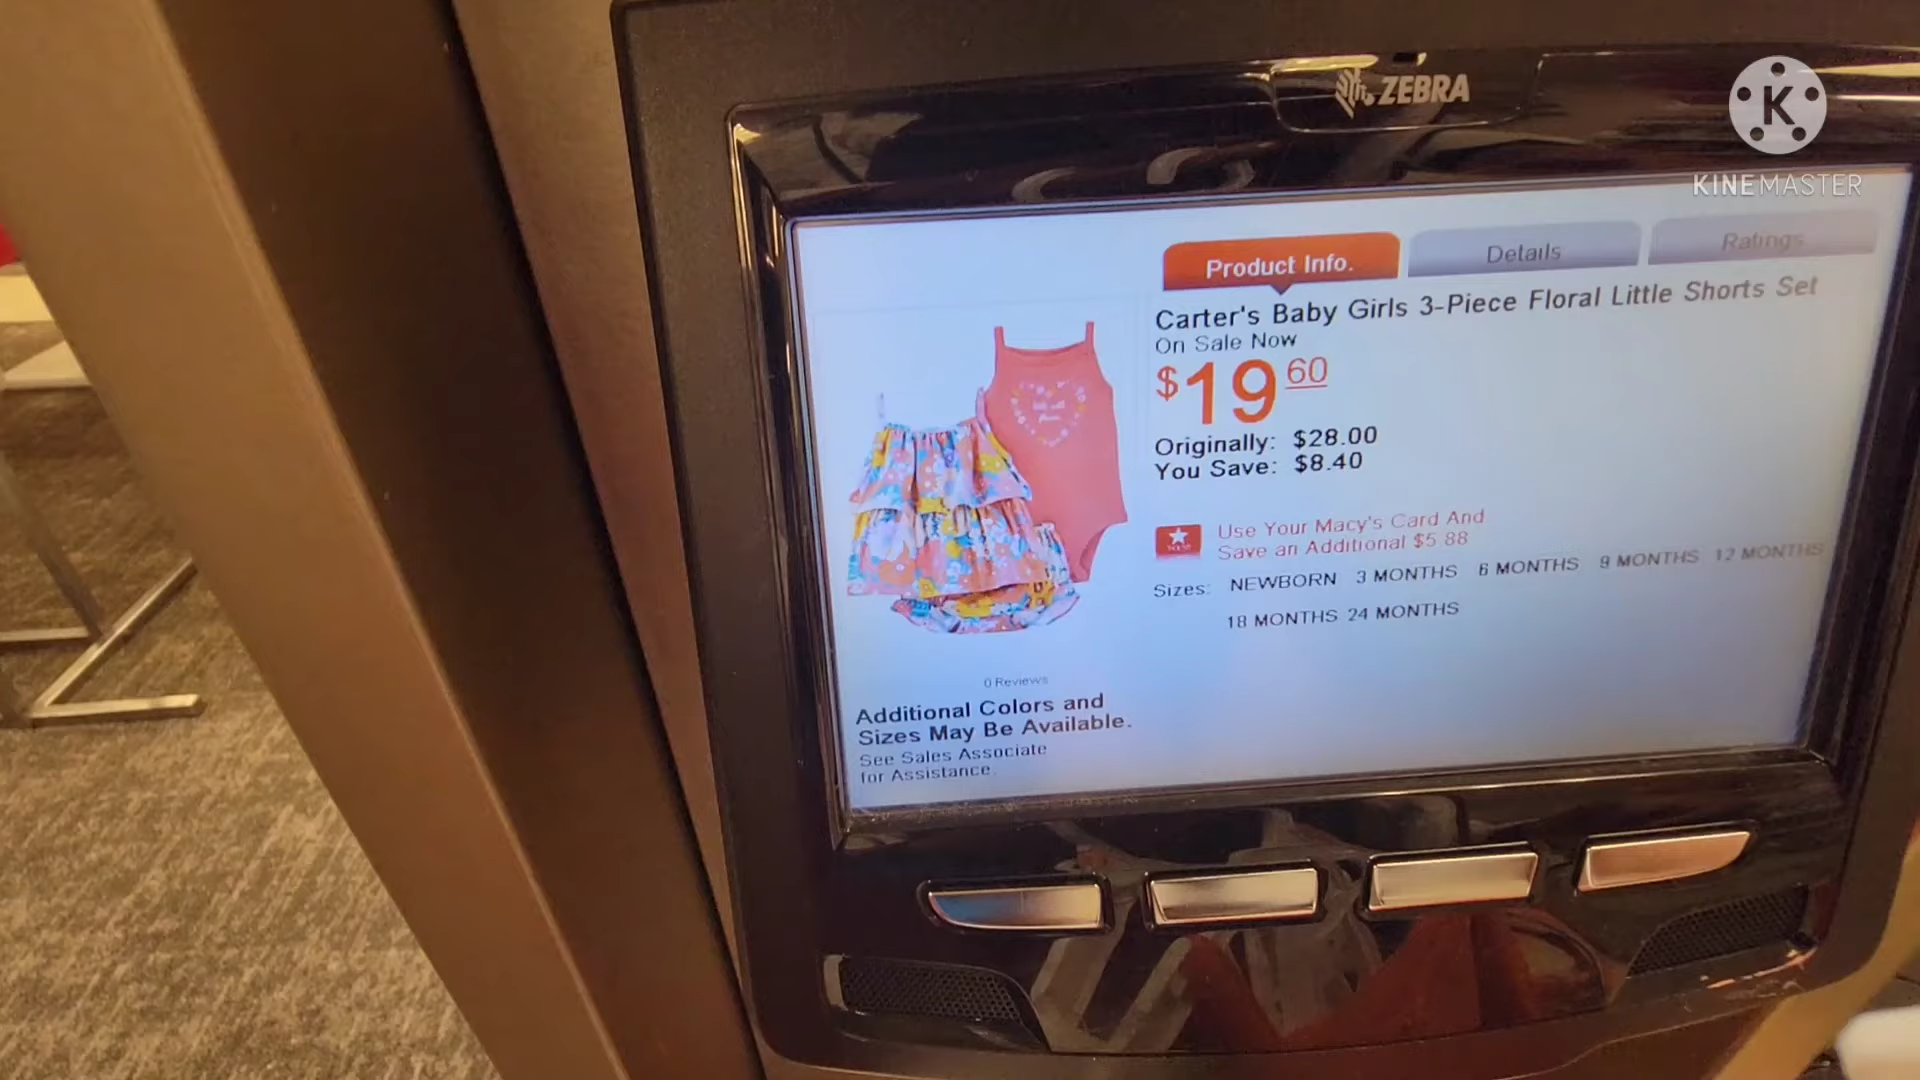 ZEBRA
K
KINEMASTER
Product Info.
Details
Ratings
Carter's Baby Girls 3-Piece Floral Little Shorts Set
On Sale Now
$19 60
Originally: $28.00
You Save: $8.40
Use Your Macy's Card And
Save an Additional $5.88
Sizes: NEWBORN 3 MONTHS 6 MONTHS 9 MONTHS 12 MONTHS
18 MONTHS 24 MONTHS
0 Reviews
Additional Colors and
Sizes May Be Available.
See Sales Associate
for Assistance.